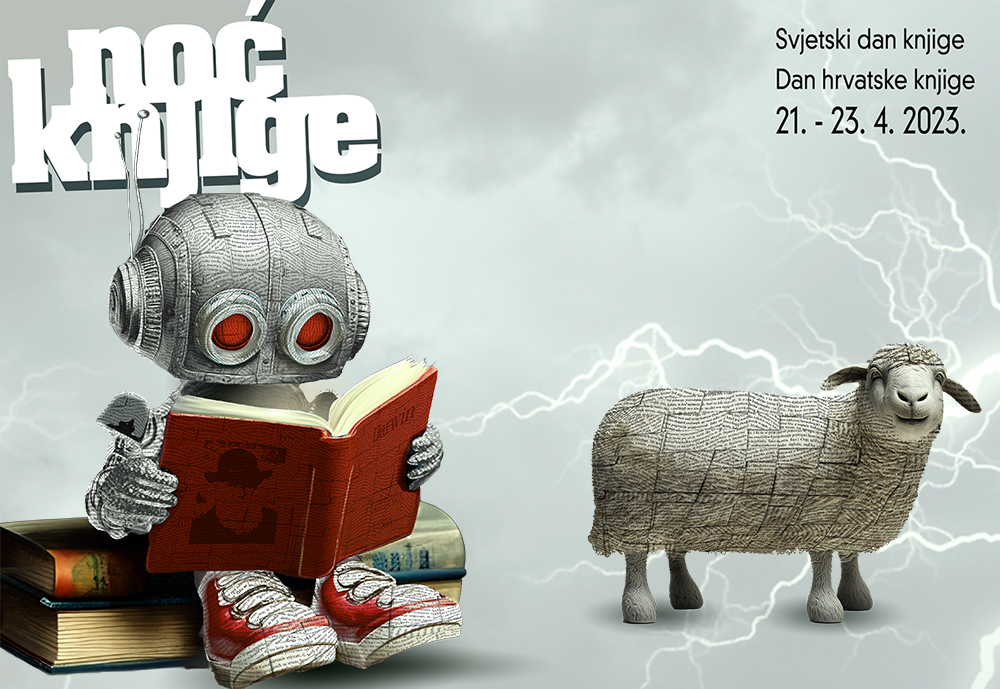 noć
knjige
Svjetski dan knjige
Dan hrvatske knjige
21. - 23. 4. 2023.